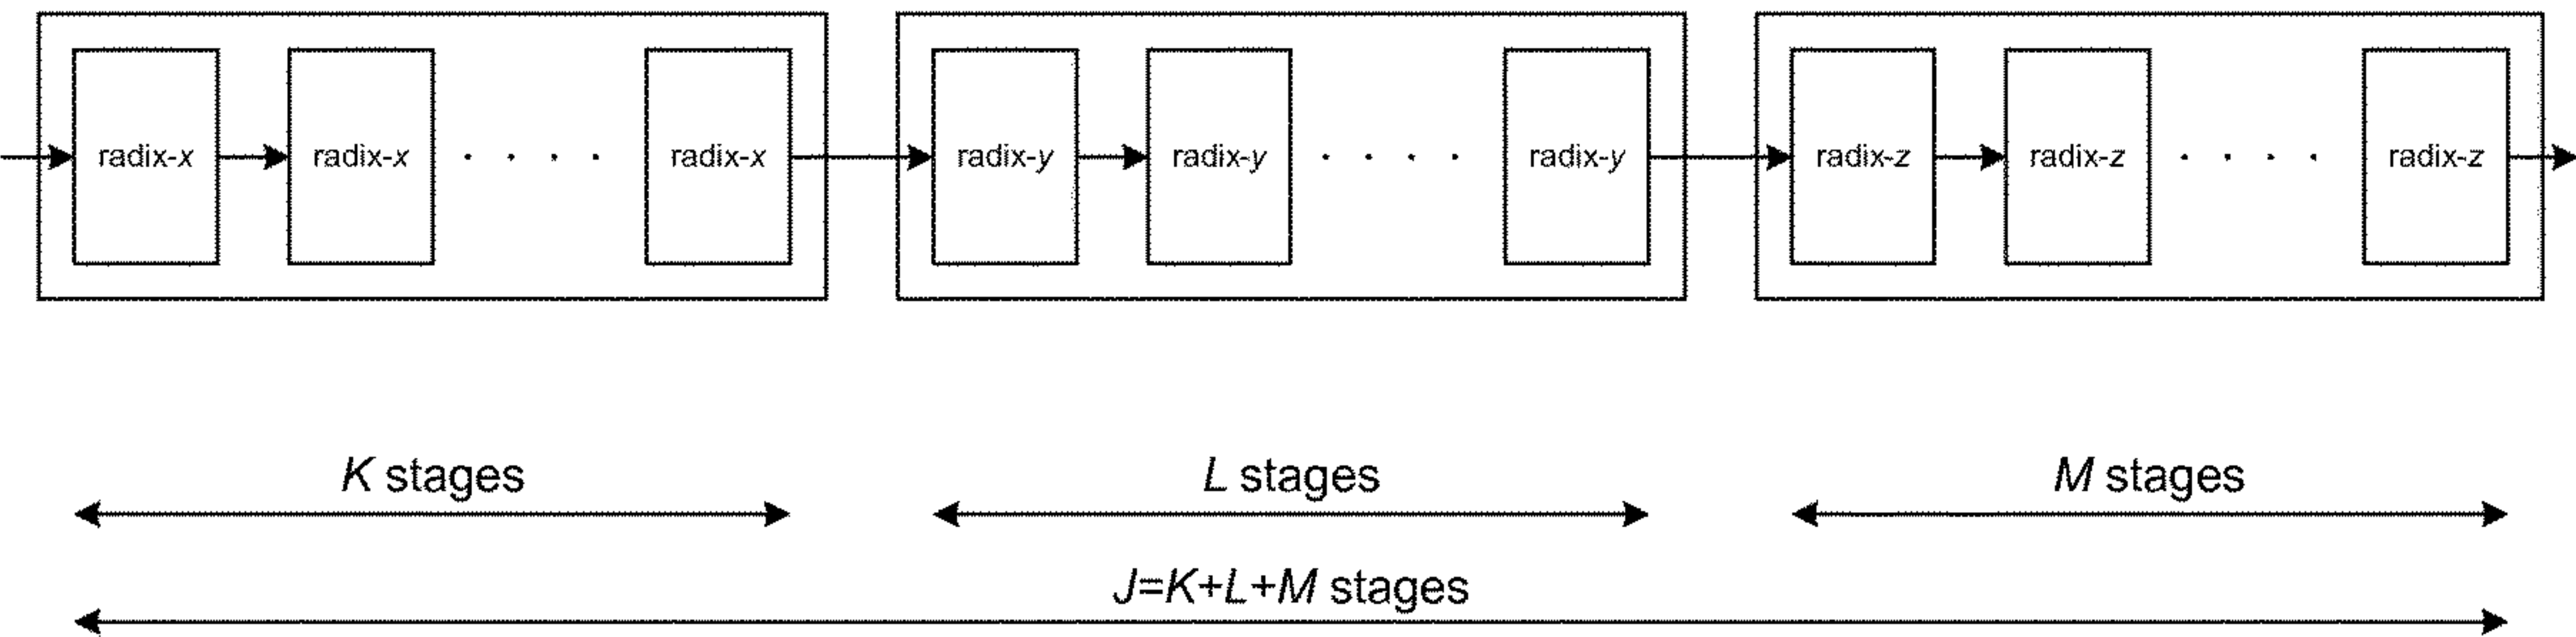 radix-x radix-x . . . . radix-x radix-y radix-y . . . . radix-y radix-z radix-z . . . . radix-z
K stages L stages M stages
J=K+L+M stages